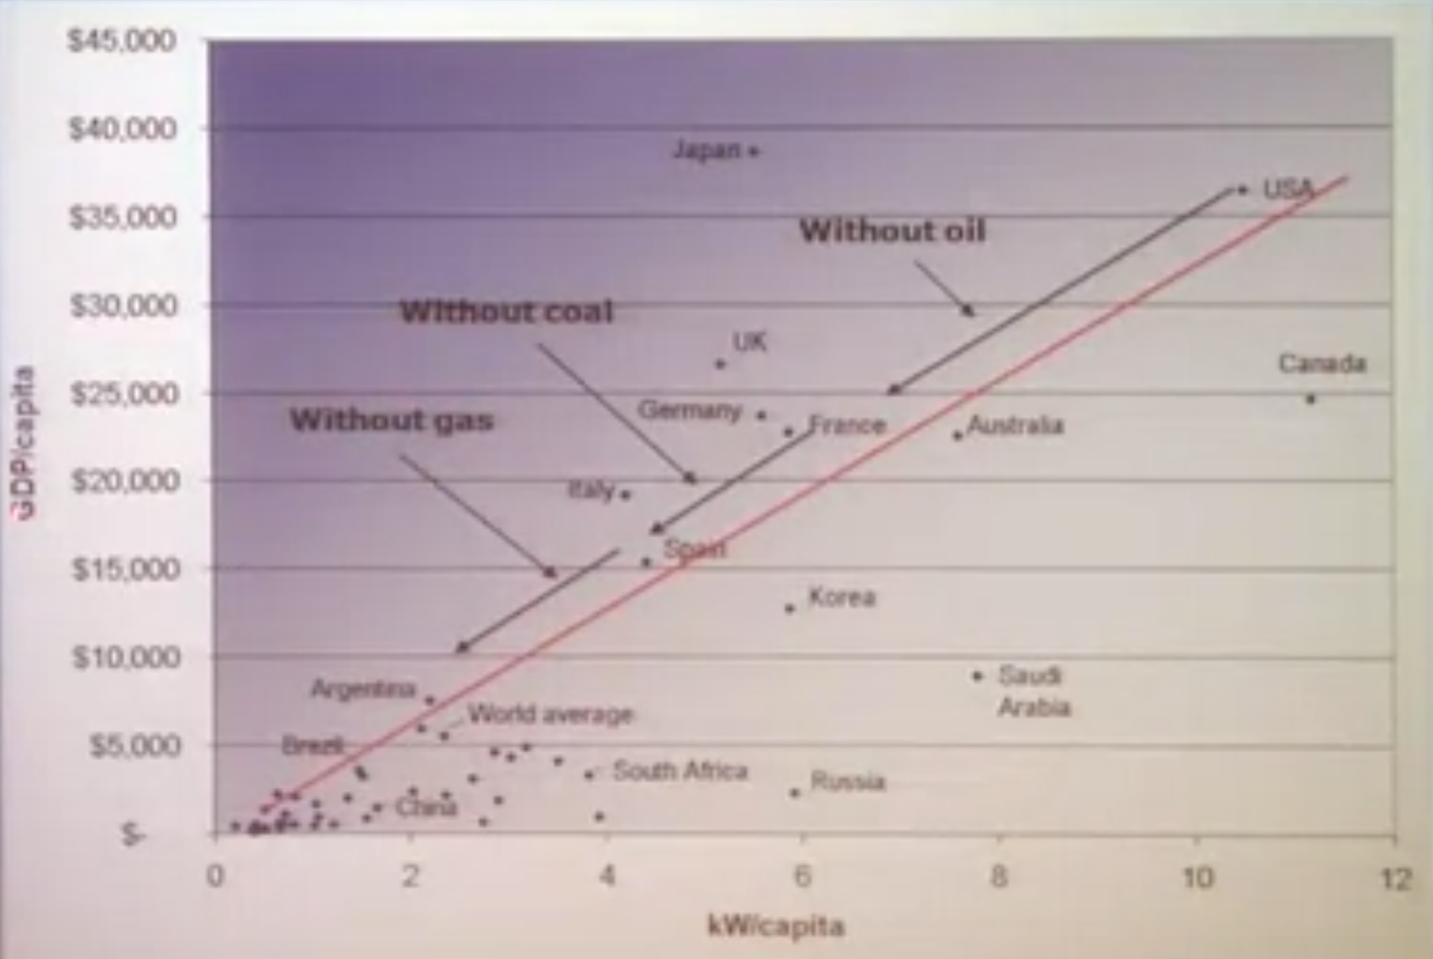 $45,000
$40,000
$35,000
$30,000
$25,000
$20,000
$15,000
$10,000
$5,000
$-
GDP/capita
Japan
USA
Without oil
Without coal
UK
Canada
Germany
France
Australia
Without gas
Italy
Spain
Korea
Argentina
Saudi
Arabia
World average
Brezil
South Africa
Russia
China
0 2 4 6 8 10 12
kW/capita